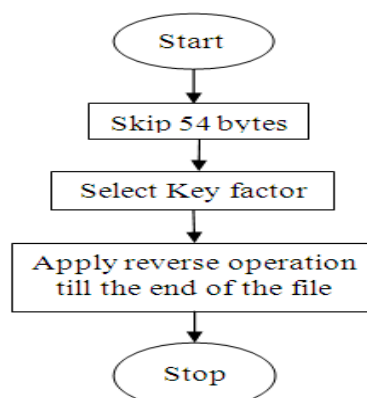 Start
Skip 54 bytes
Select Key factor
Apply reverse operation
till the end of the file
Stop